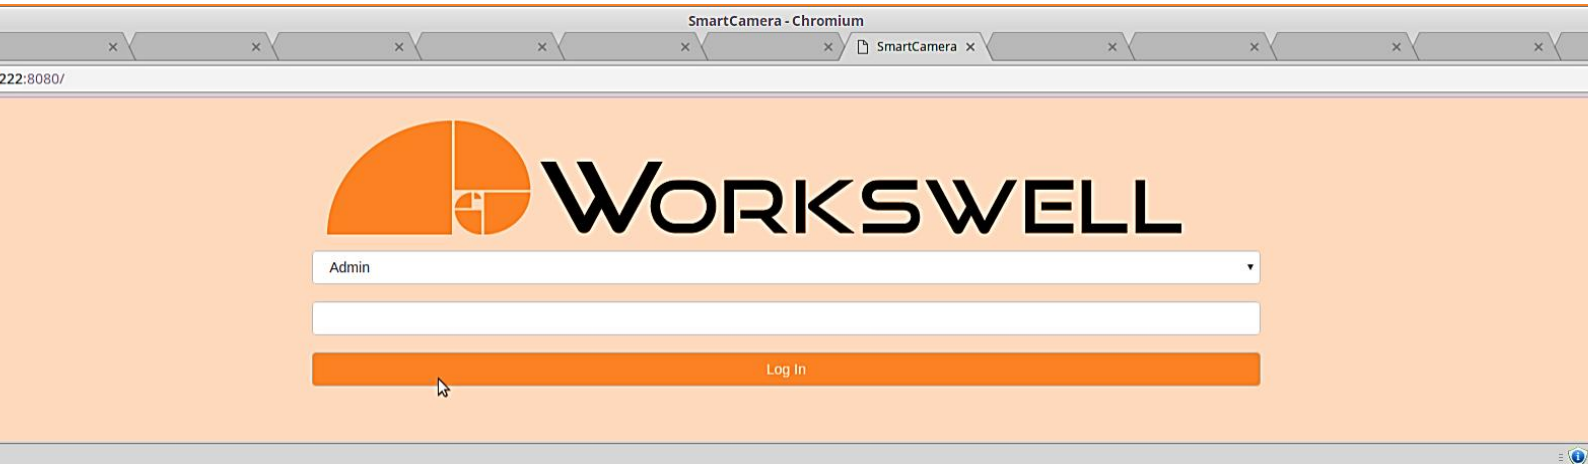 SmartCamera - Chromium
SmartCamera
222:8080/
WORKSWELL
Admin
Log In